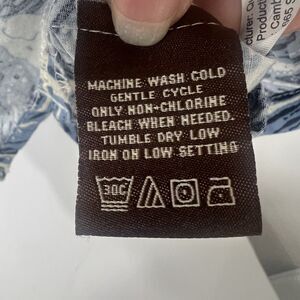 MACHINE WASH COLD
GENTLE CYCLE
ONLY NON-CHLORINE
BLEACH WHEN NEEDED.
TUMBLE DRY LOW
IRON ON LOW SETTING
30C